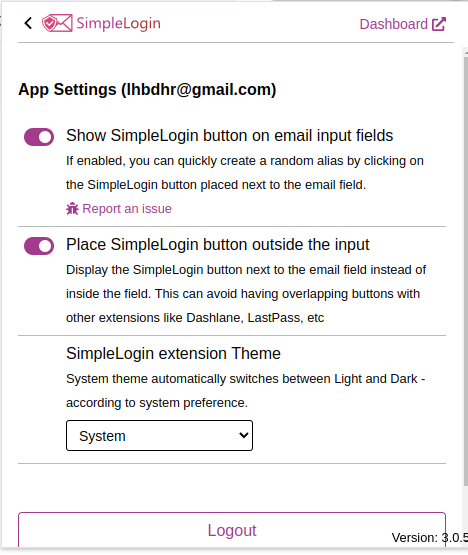 SimpleLogin
Dashboard
App Settings (lhbdhr@gmail.com)
Show SimpleLogin button on email input fields
If enabled, you can quickly create a random alias by clicking on
the SimpleLogin button placed next to the email field.
Report an issue
Place SimpleLogin button outside the input
Display the SimpleLogin button next to the email field instead of
inside the field. This can avoid having overlapping buttons with
other extensions like Dashlane, LastPass, etc
SimpleLogin extension Theme
System theme automatically switches between Light and Dark -
according to system preference.
System
Logout
Version: 3.0.5